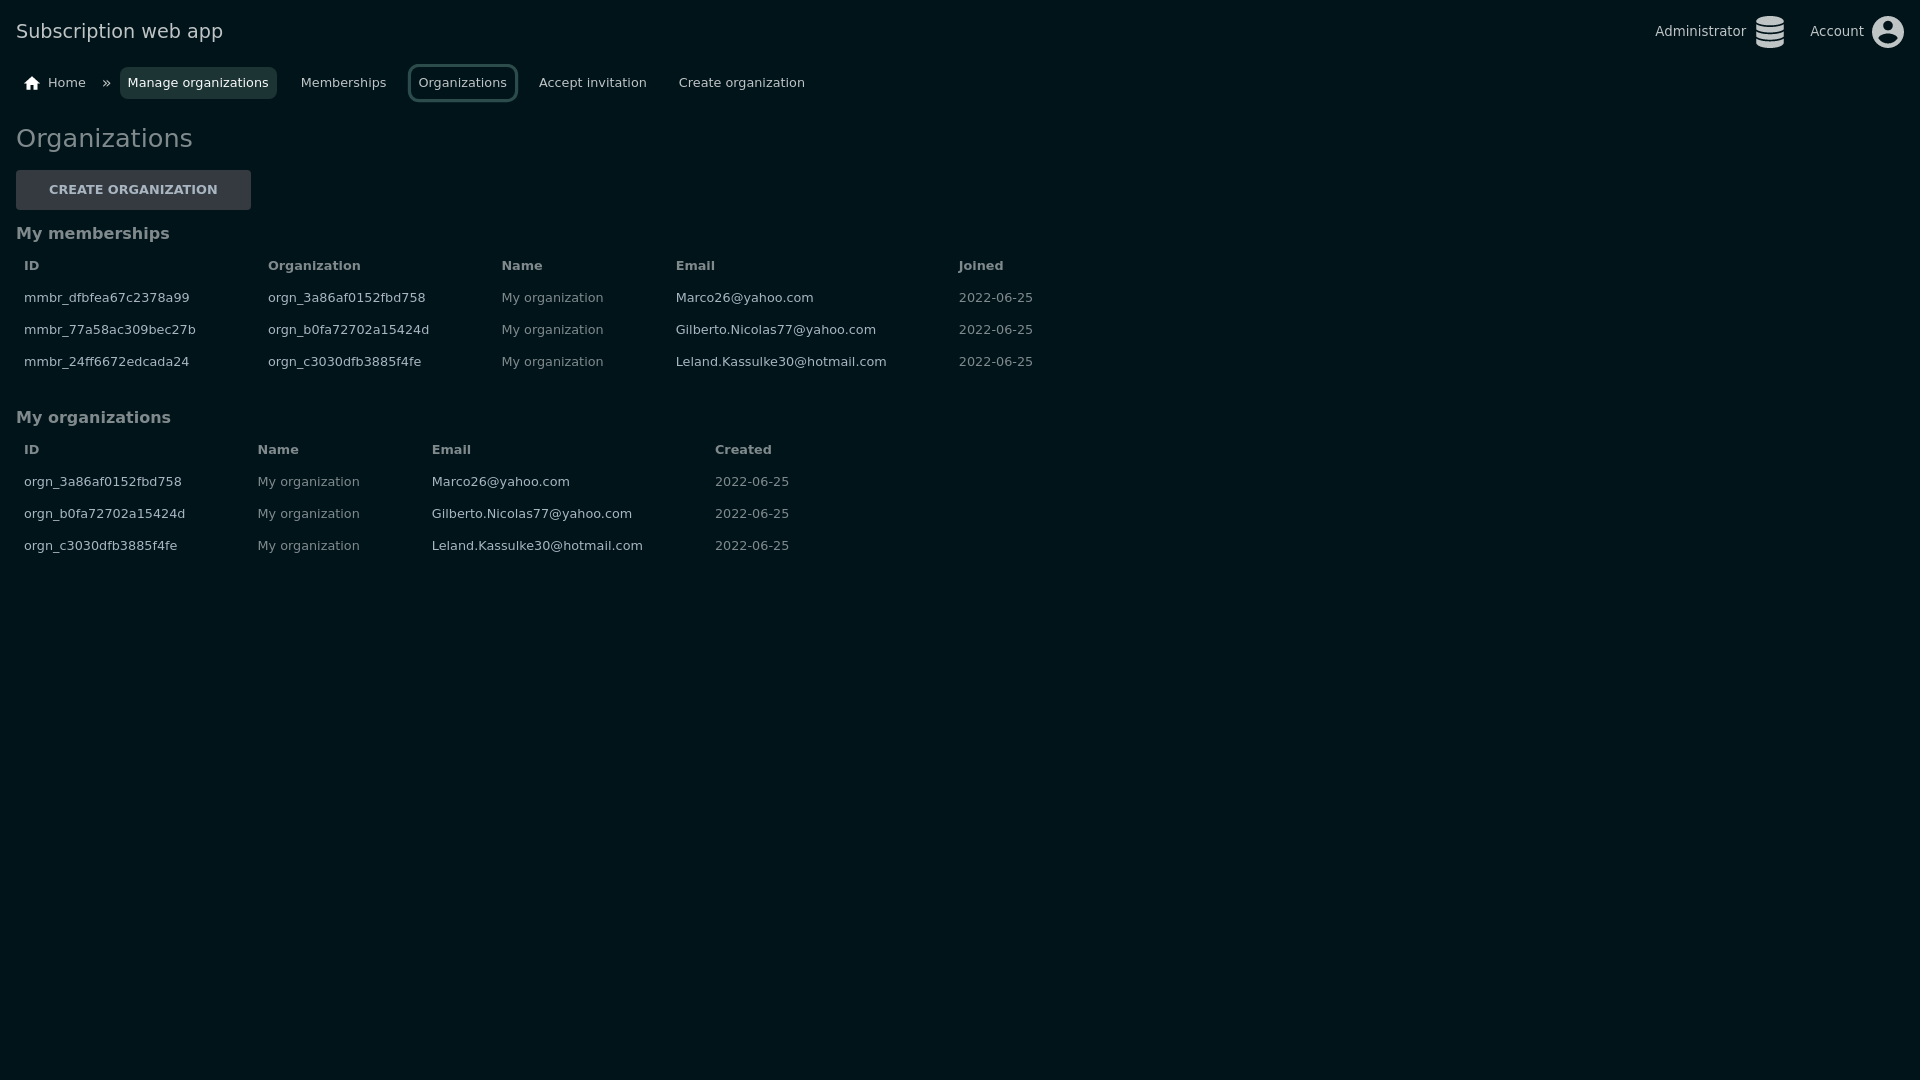 Subscription web app
Administrator Account
Home » Manage organizations Memberships Organizations Accept invitation Create organization
Organizations
CREATE ORGANIZATION
My memberships
ID Organization Name Email Joined
mmbr_dfbfea67c2378a99 orgn_3a86af0152fbd758 My organization Marco26@yahoo.com 2022-06-25
mmbr_77a58ac309bec27b orgn_b0fa72702a15424d My organization Gilberto.Nicolas77@yahoo.com 2022-06-25
mmbr_24ff6672edcada24 orgn_c3030dfb3885f4fe My organization Leland.Kassulke30@hotmail.com 2022-06-25
My organizations
ID Name Email Created
orgn_3a86af0152fbd758 My organization Marco26@yahoo.com 2022-06-25
orgn_b0fa72702a15424d My organization Gilberto.Nicolas77@yahoo.com 2022-06-25
orgn_c3030dfb3885f4fe My organization Leland.Kassulke30@hotmail.com 2022-06-25